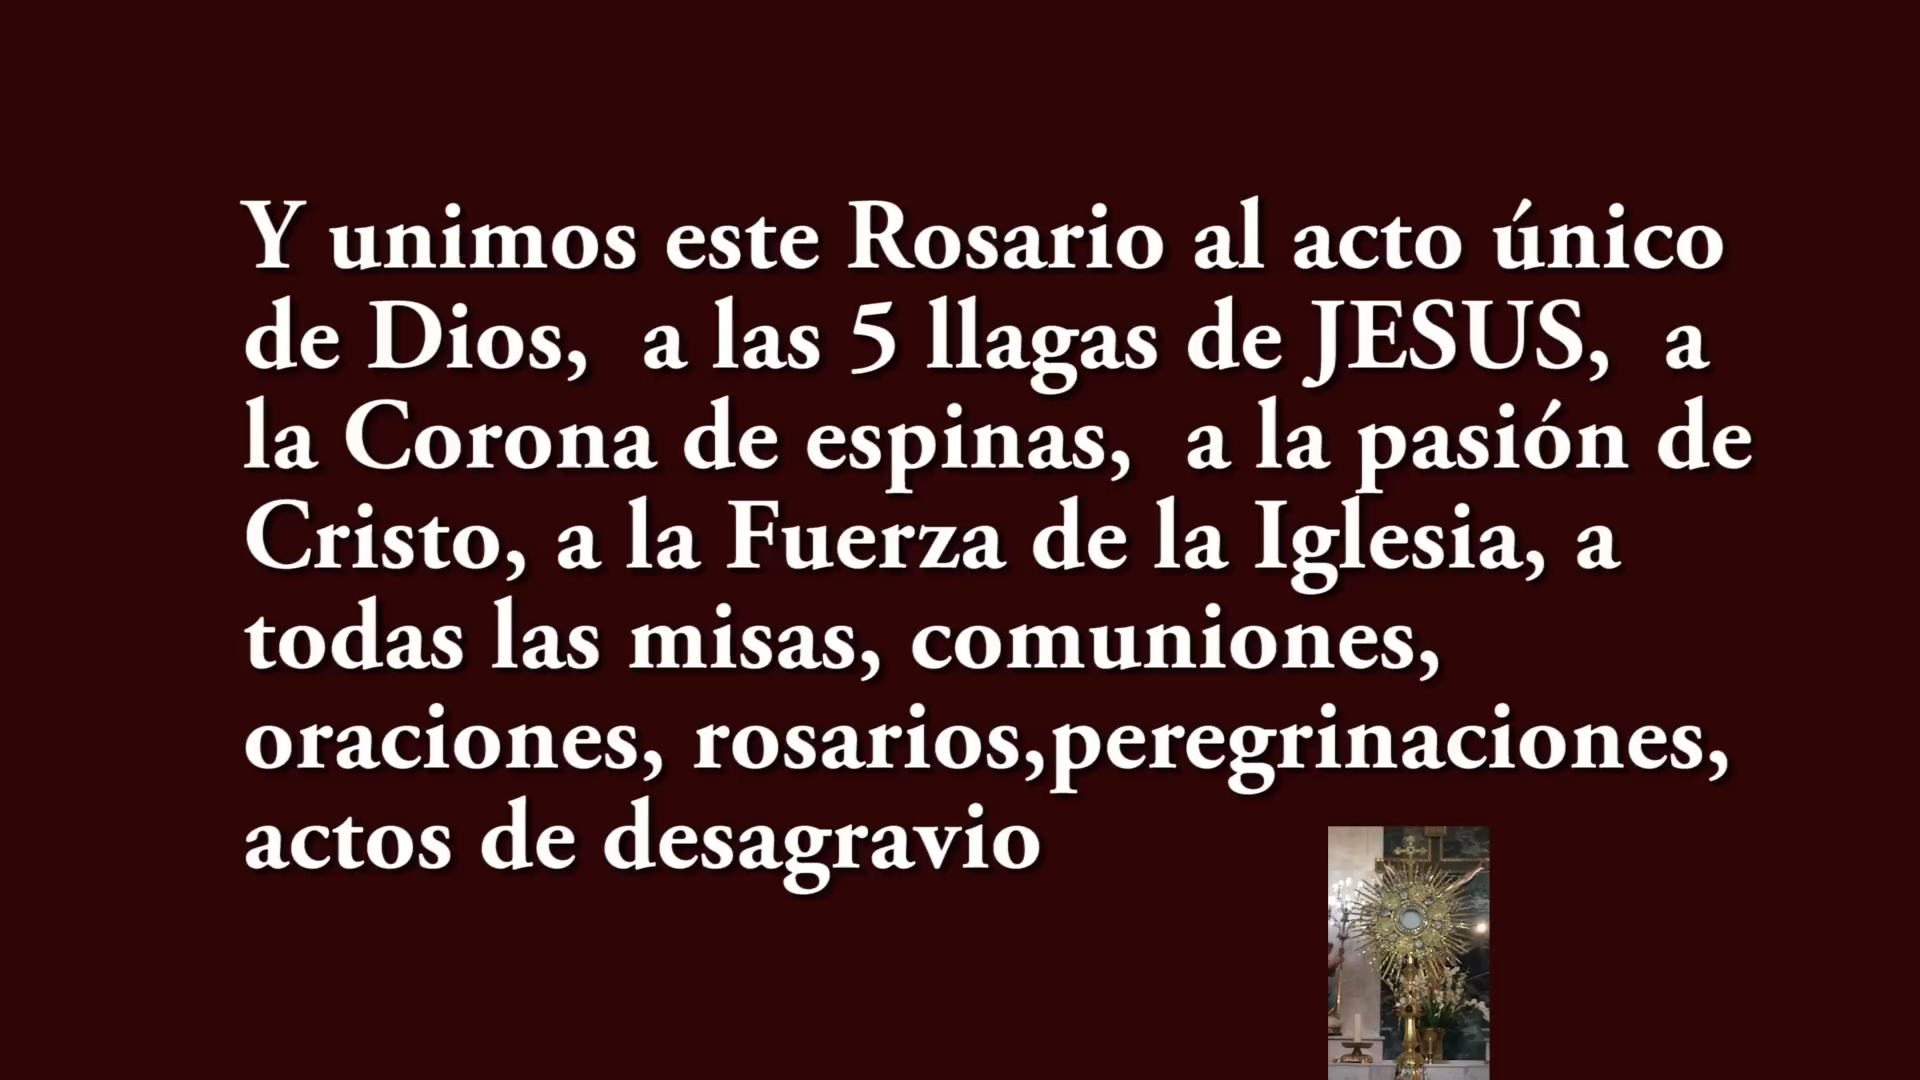 Y unimos este Rosario al acto único
de Dios,  a las 5 llagas de JESUS,  a
la Corona de espinas,  a la pasión de
Cristo, a la Fuerza de la Iglesia, a
todas las misas, comuniones,
oraciones, rosarios,peregrinaciones,
actos de desagravio